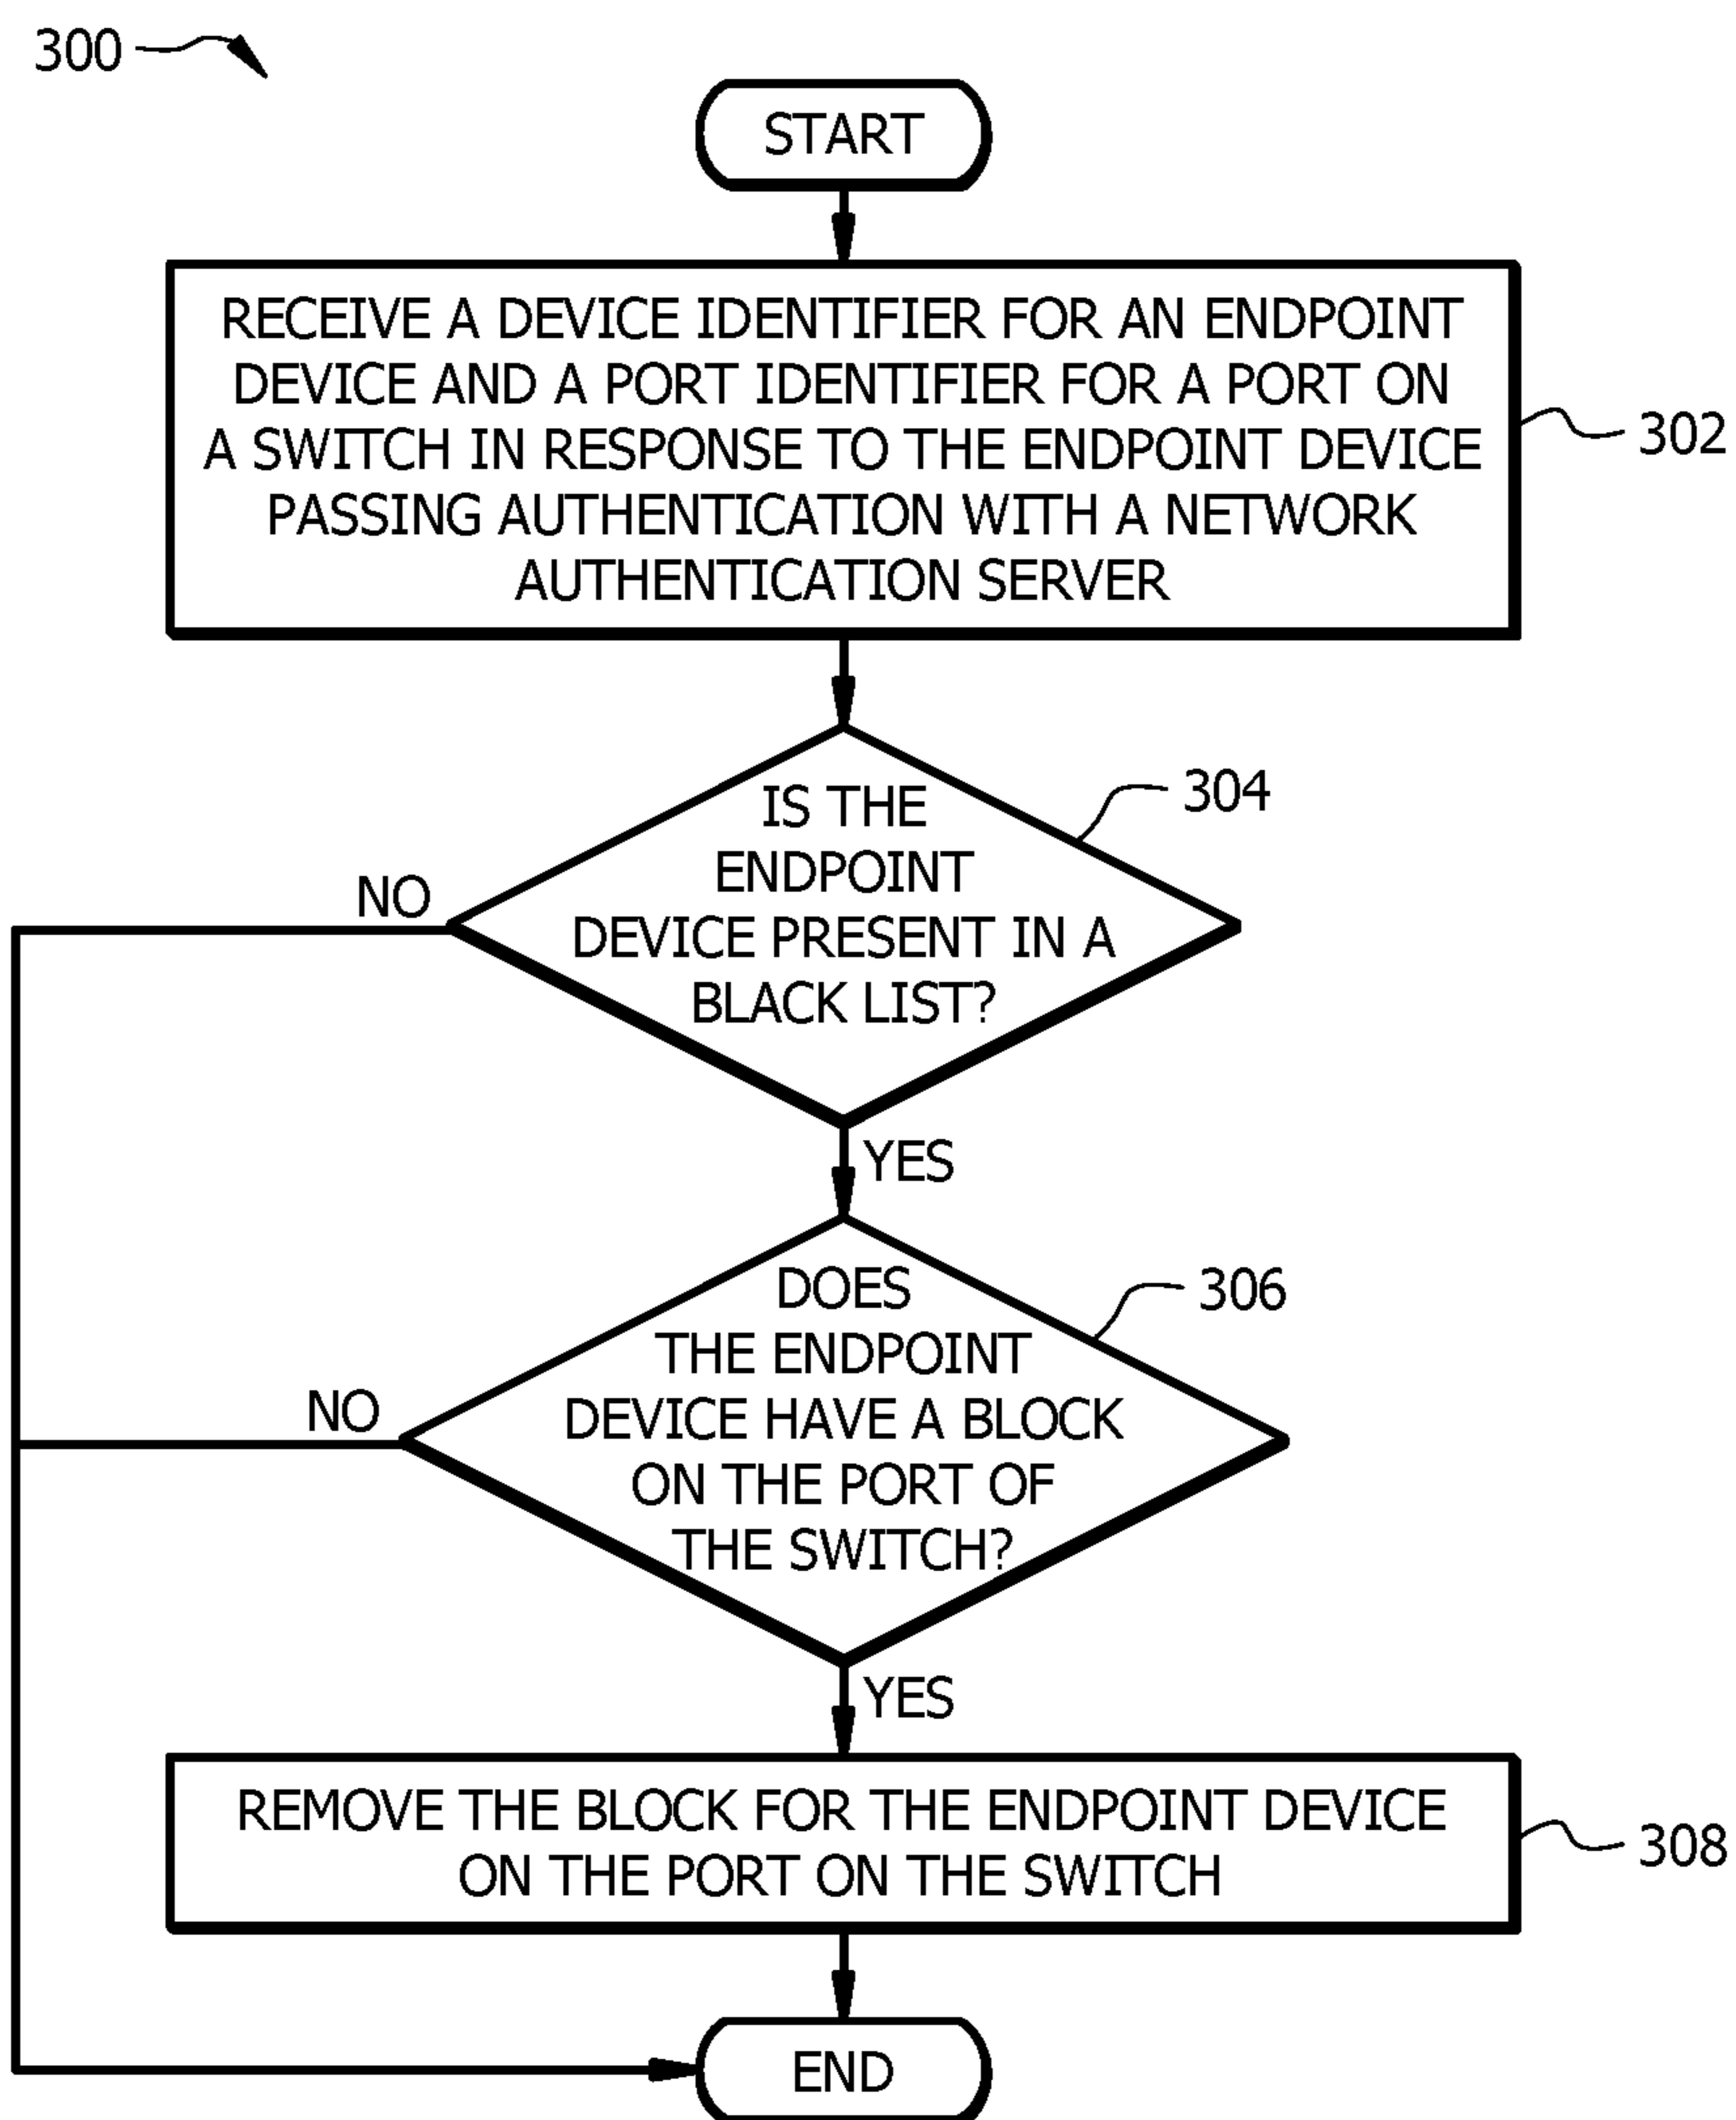 300
START
RECEIVE A DEVICE IDENTIFIER FOR AN ENDPOINT
DEVICE AND A PORT IDENTIFIER FOR A PORT ON
A SWITCH IN RESPONSE TO THE ENDPOINT DEVICE
PASSING AUTHENTICATION WITH A NETWORK
AUTHENTICATION SERVER
302
IS THE
ENDPOINT
DEVICE PRESENT IN A
BLACK LIST?
304
NO
YES
DOES
THE ENDPOINT
DEVICE HAVE A BLOCK
ON THE PORT OF
THE SWITCH?
306
NO
YES
REMOVE THE BLOCK FOR THE ENDPOINT DEVICE
ON THE PORT ON THE SWITCH
308
END